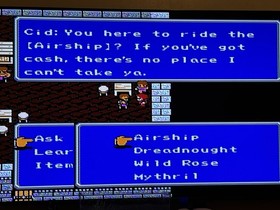 Cid: You here to ride the
[Airship]? If you've got
cash, there's no place I
can't take ya.
Ask
Lear
Item
Airship
Dreadnought
Wild Rose
Mythril